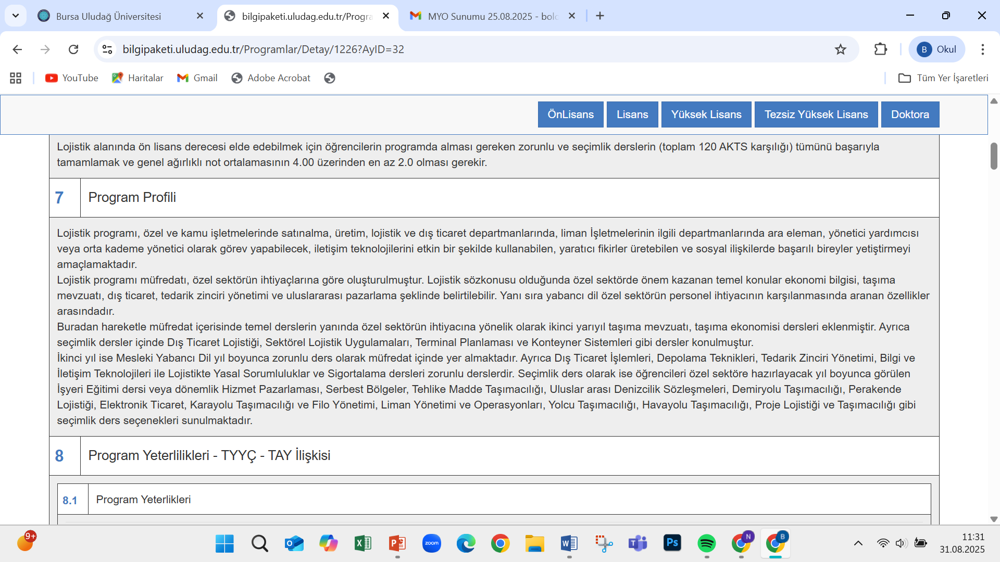 Bursa Uludağ Üniversitesi
bilgipaketi.uludag.edu.tr/Progra
MYO Sunumu 25.08.2025 - bolo
bilgipaketi.uludag.edu.tr/Programlar/Detay/1226?AyID=32
B Okul
YouTube
Haritalar
Gmail
Adobe Acrobat
Tüm Yer İşaretleri
ÖnLisans
Lisans
Yüksek Lisans
Tezsiz Yüksek Lisans
Doktora
Lojistik alanında ön lisans derecesi elde edebilmek için öğrencilerin programda alması gereken zorunlu ve seçimlik derslerin (toplam 120 AKTS karşılığı) tümünü başarıyla
tamamlamak ve genel ağırlıklı not ortalamasının 4.00 üzerinden en az 2.0 olması gerekir.
7 Program Profili
Lojistik programı, özel ve kamu işletmelerinde satınalma, üretim, lojistik ve dış ticaret departmanlarında, liman İşletmelerinin ilgili departmanlarında ara eleman, yönetici yardımcısı
veya orta kademe yönetici olarak görev yapabilecek, iletişim teknolojilerini etkin bir şekilde kullanabilen, yaratıcı fikirler üretebilen ve sosyal ilişkilerde başarılı bireyler yetiştirmeyi
amaçlamaktadır.
Lojistik programı müfredatı, özel sektörün ihtiyaçlarına göre oluşturulmuştur. Lojistik sözkonusu olduğunda özel sektörde önem kazanan temel konular ekonomi bilgisi, taşıma
mevzuatı, dış ticaret, tedarik zinciri yönetimi ve uluslararası pazarlama şeklinde belirtilebilir. Yanı sıra yabancı dil özel sektörün personel ihtiyacının karşılanmasında aranan özellikler
arasındadır.
Buradan hareketle müfredat içerisinde temel derslerin yanında özel sektörün ihtiyacına yönelik olarak ikinci yarıyıl taşıma mevzuatı, taşıma ekonomisi dersleri eklenmiştir. Ayrıca
seçimlik dersler içinde Dış Ticaret Lojistiği, Sektörel Lojistik Uygulamaları, Terminal Planlaması ve Konteyner Sistemleri gibi dersler konulmuştur.
İkinci yıl ise Mesleki Yabancı Dil yıl boyunca zorunlu ders olarak müfredat içinde yer almaktadır. Ayrıca Dış Ticaret İşlemleri, Depolama Teknikleri, Tedarik Zinciri Yönetimi, Bilgi ve
İletişim Teknolojileri ile Lojistikte Yasal Sorumluluklar ve Sigortalama dersleri zorunlu derslerdir. Seçimlik ders olarak ise öğrencileri özel sektöre hazırlayacak yıl boyunca görülen
İşyeri Eğitimi dersi veya dönemlik Hizmet Pazarlaması, Serbest Bölgeler, Tehlike Madde Taşımacılığı, Uluslar arası Denizcilik Sözleşmeleri, Demiryolu Taşımacılığı, Perakende
Lojistiği, Elektronik Ticaret, Karayolu Taşımacılığı ve Filo Yönetimi, Liman Yönetimi ve Operasyonları, Yolcu Taşımacılığı, Havayolu Taşımacılığı, Proje Lojistiği ve Taşımacılığı gibi
seçimlik ders seçenekleri sunulmaktadır.
8 Program Yeterlilikleri - TYYÇ - TAY İlişkisi
8.1 Program Yeterlikleri
9+
zoom
Ps
N
B
11:31
31.08.2025